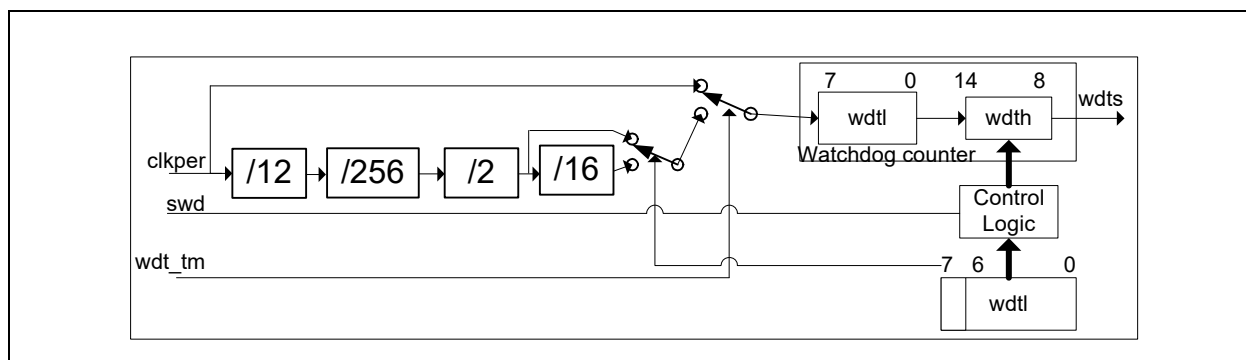 7 0 14 8
wdts
wdtl wdth
Watchdog counter
clkper
/12 /256 /2 /16
swd
Control
Logic
wdt_tm
7 6 0
wdtl